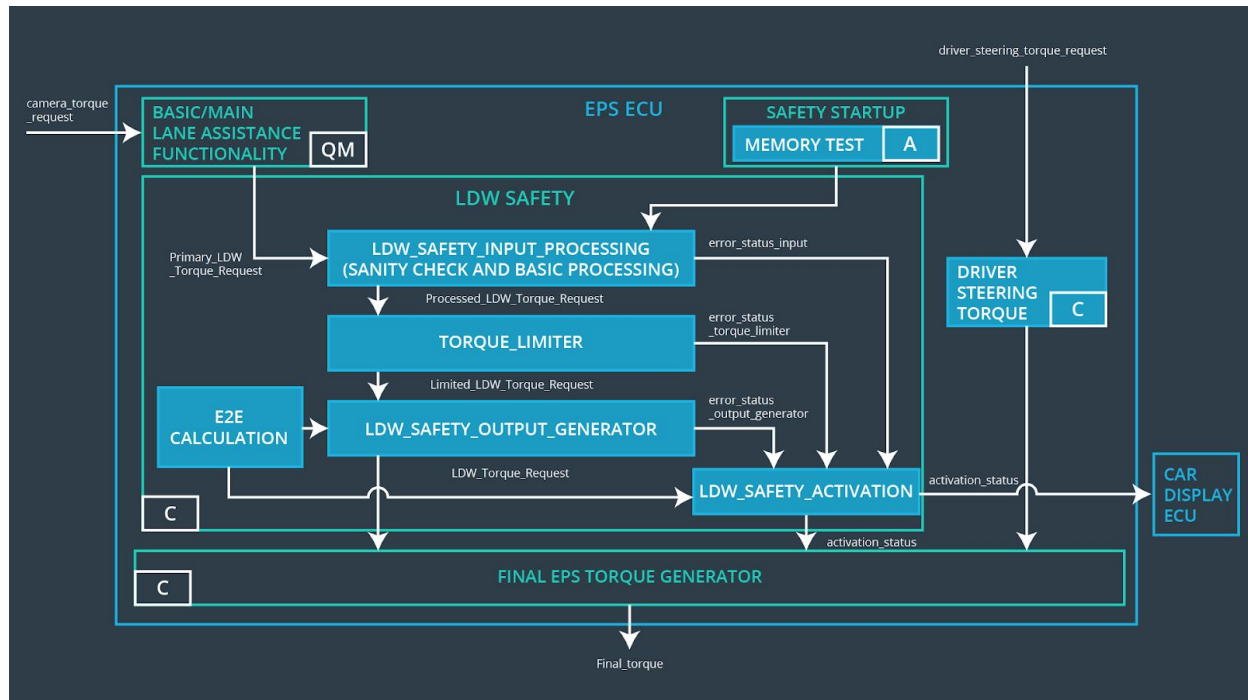 driver_steering_torque_request
camera_torque
_request
EPS ECU
BASIC/MAIN
LANE ASSISTANCE
FUNCTIONALITY
QM
SAFETY STARTUP
MEMORY TEST
A
LDW SAFETY
Primary_LDW
_Torque_Request
LDW_SAFETY_INPUT_PROCESSING
(SANITY CHECK AND BASIC PROCESSING)
error_status_input
DRIVER
STEERING
TORQUE
C
Processed_LDW_Torque_Request
TORQUE_LIMITER
error_status
_torque_limiter
Limited_LDW_Torque_Request
E2E
CALCULATION
LDW_SAFETY_OUTPUT_GENERATOR
error_status
_output_generator
LDW_Torque_Request
LDW_SAFETY_ACTIVATION
activation_status
CAR
DISPLAY
ECU
C
activation_status
FINAL EPS TORQUE GENERATOR
C
Final_torque